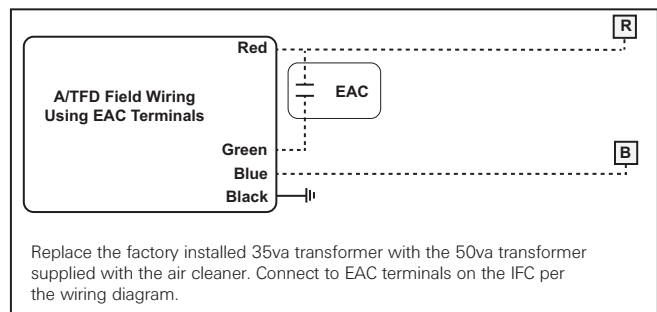 R
Red
EAC
A/TFD Field Wiring
Using EAC Terminals
Green
B
Blue
Black
Replace the factory installed 35va transformer with the 50va transformer
supplied with the air cleaner. Connect to EAC terminals on the IFC per
the wiring diagram.